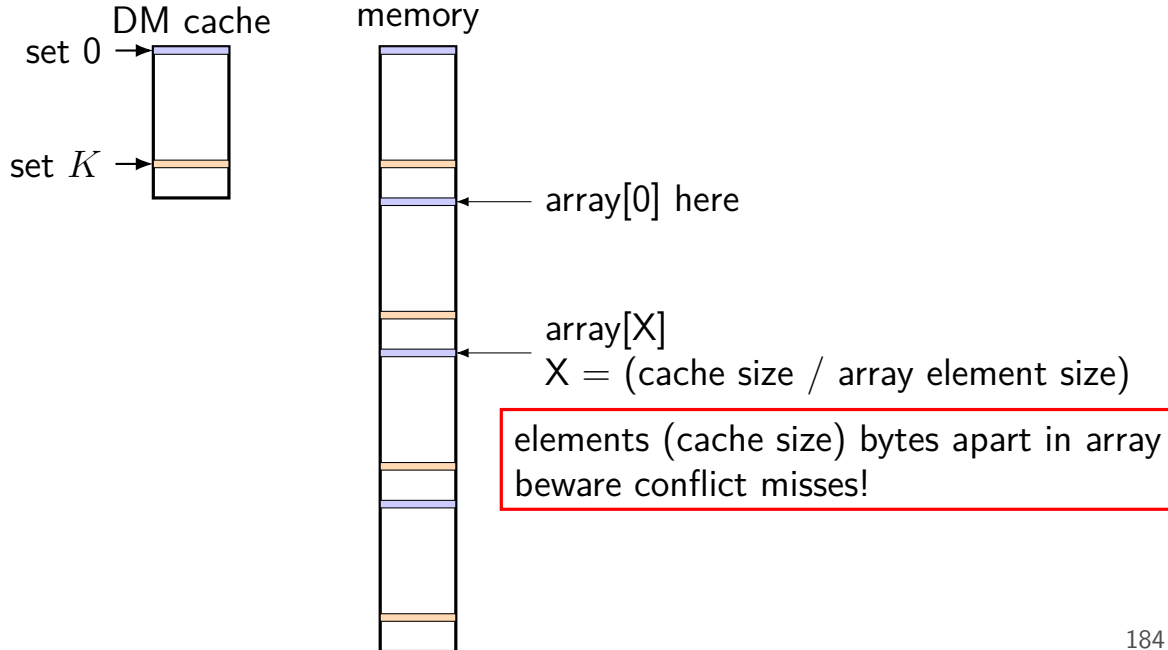 DM cache
memory
set 0
set K
array[0] here
array[X]
X = (cache size / array element size)
elements (cache size) bytes apart in array
beware conflict misses!
184